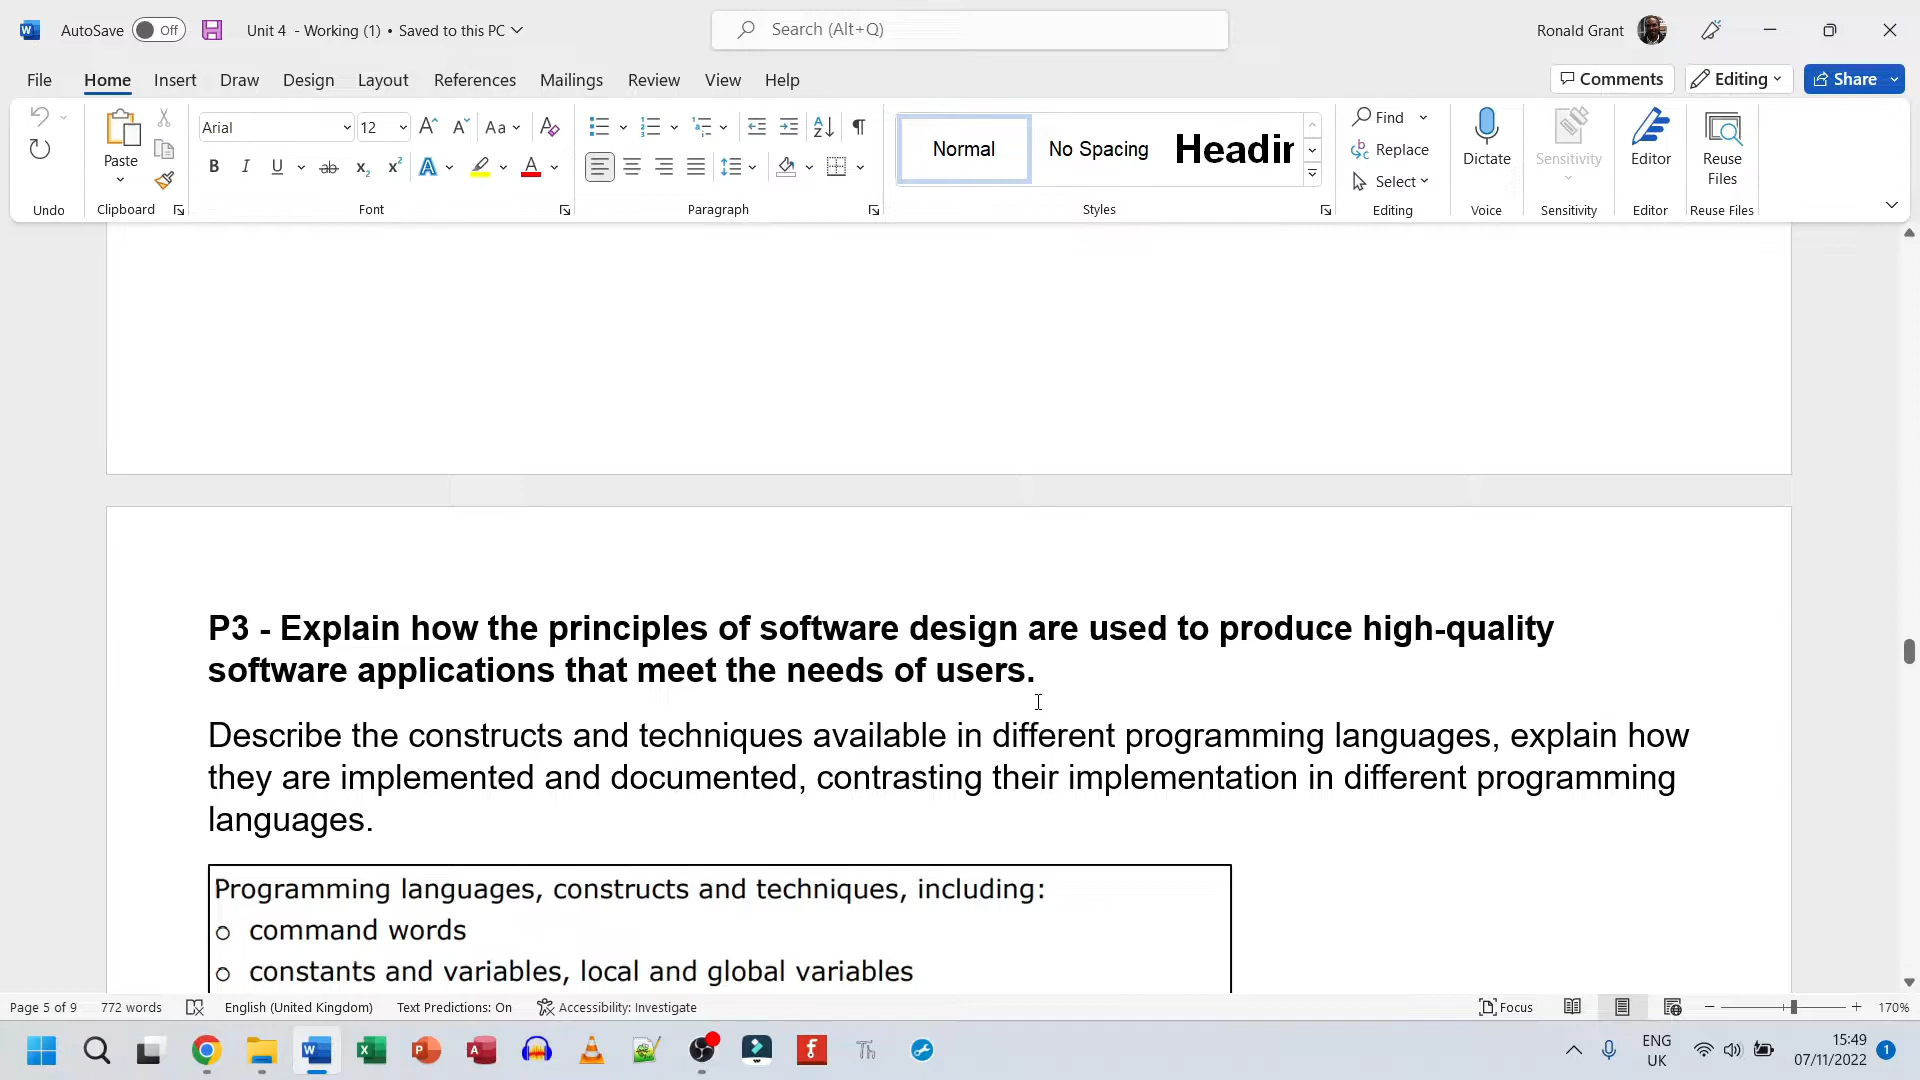 AutoSave Off Unit 4 - Working (1) • Saved to this PC Search (Alt+Q) Ronald Grant
File Home Insert Draw Design Layout References Mailings Review View Help Comments Editing Share
Paste Arial 12 Aa Normal No Spacing Headin Find Replace Select Dictate Sensitivity Editor Reuse Files
Undo Clipboard Font Paragraph Styles Editing Voice Sensitivity Editor Reuse Files
P3 - Explain how the principles of software design are used to produce high-quality
software applications that meet the needs of users.
Describe the constructs and techniques available in different programming languages, explain how
they are implemented and documented, contrasting their implementation in different programming
languages.
Programming languages, constructs and techniques, including:
o command words
o constants and variables, local and global variables
Page 5 of 9 772 words English (United Kingdom) Text Predictions: On Accessibility: Investigate Focus 170%
ENG 15:49
UK 07/11/2022 1